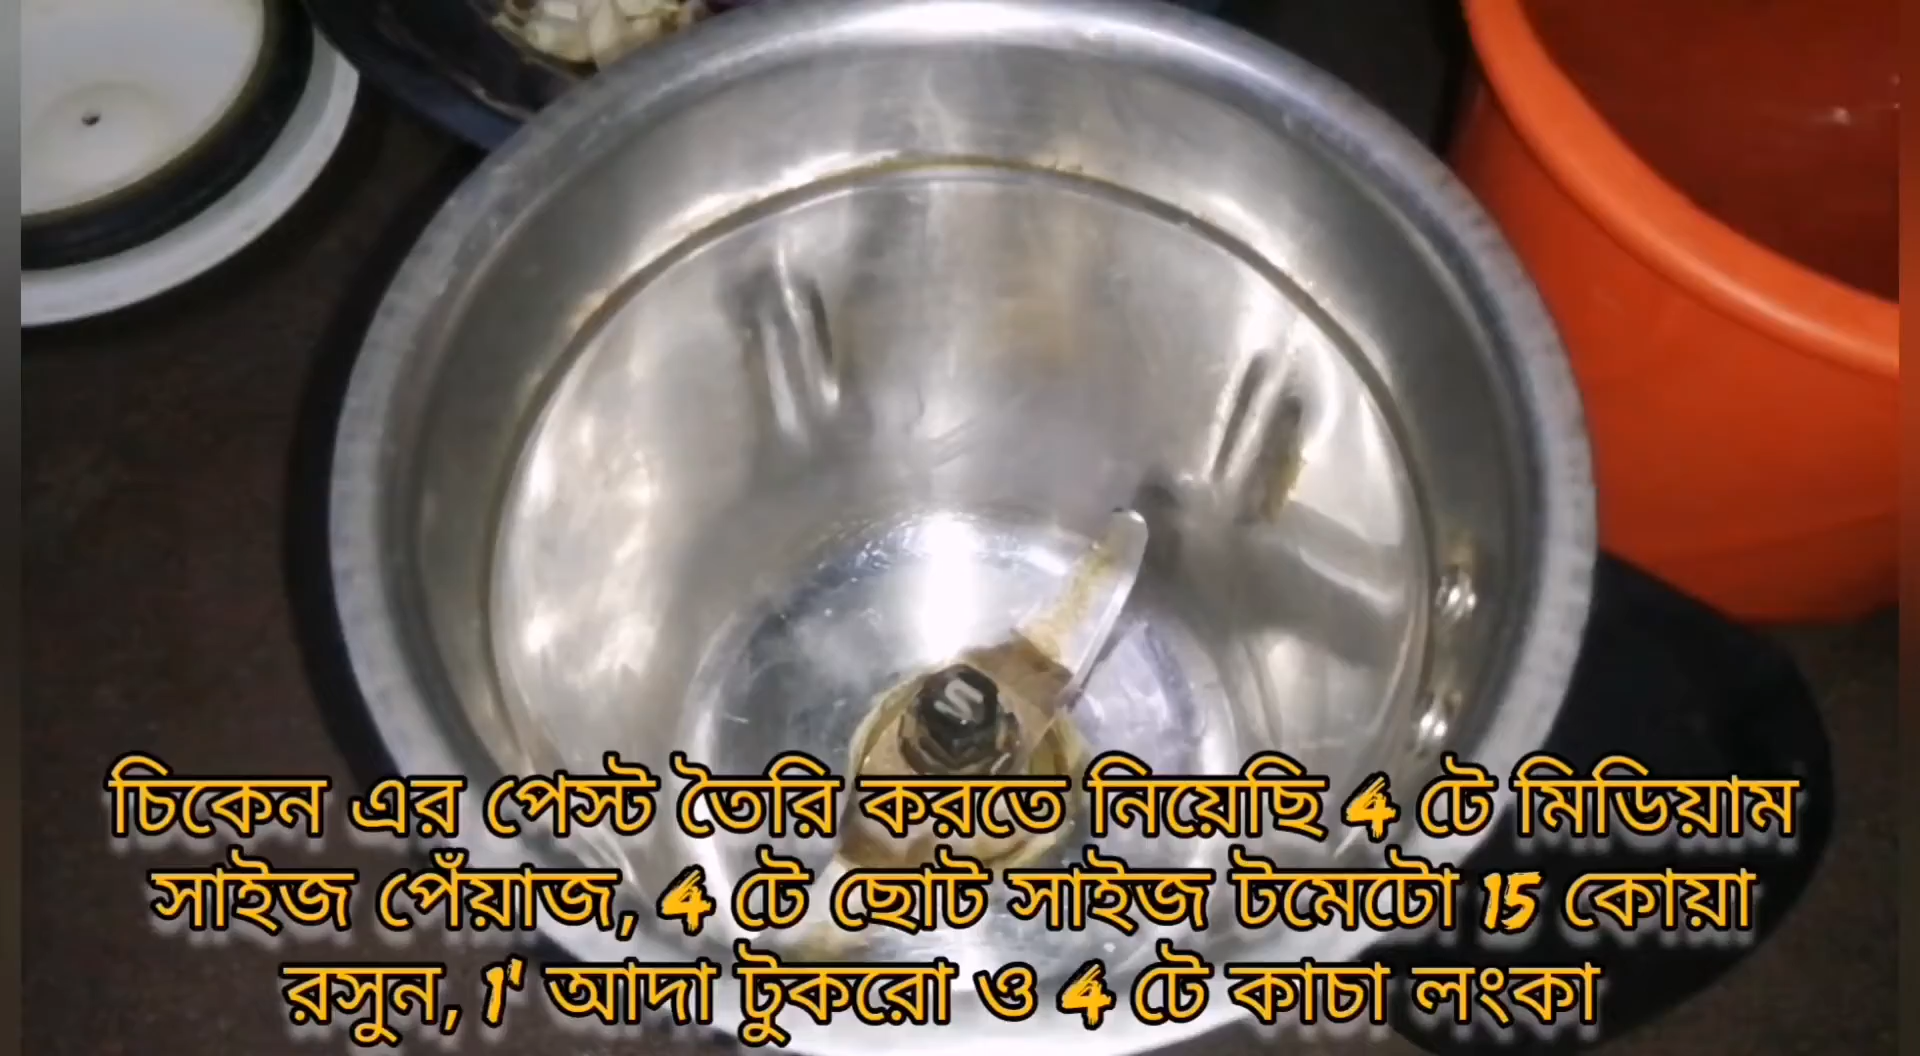 চিকেন এর পেস্ট তৈরি করতে নিয়েছি 4 টে মিডিয়াম
সাইজ পেঁয়াজ, 4 টে ছোট সাইজ টমেটো 15 কোয়া
রসুন, 1" আদা টুকরো ও 4 টে কাচা লংকা